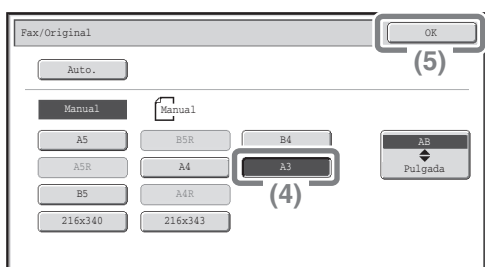 Fax/Original
OK
(5)
Auto.
Manual
Manual
A5
B5R
B4
AB
A5R
A4
A3
Pulgada
B5
A4R
(4)
216x340
216x343